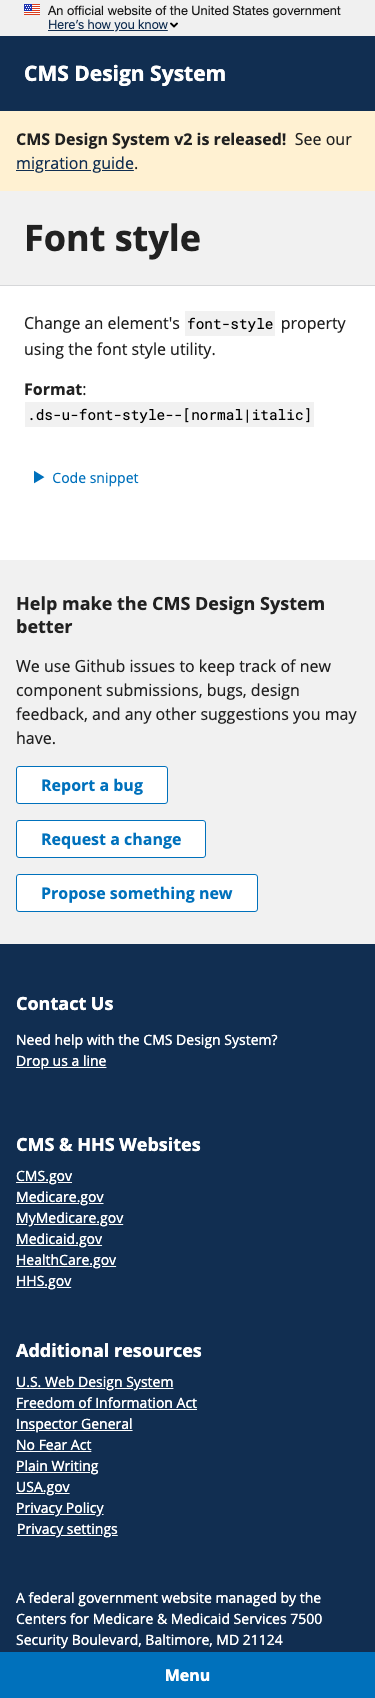 An official website of the United States government
Here's how you know
CMS Design System
CMS Design System v2 is released! See our
migration guide.
Font style
Change an element's font-style property
using the font style utility.
Format:
.ds-u-font-style--[normal|italic]
Code snippet
Help make the CMS Design System
better
We use Github issues to keep track of new
component submissions, bugs, design
feedback, and any other suggestions you may
have.
Report a bug
Request a change
Propose something new
Contact Us
Need help with the CMS Design System?
Drop us a line
CMS & HHS Websites
CMS.gov
Medicare.gov
MyMedicare.gov
Medicaid.gov
HealthCare.gov
HHS.gov
Additional resources
U.S. Web Design System
Freedom of Information Act
Inspector General
No Fear Act
Plain Writing
USA.gov
Privacy Policy
Privacy settings
A federal government website managed by the
Centers for Medicare & Medicaid Services 7500
Security Boulevard, Baltimore, MD 21124
Menu